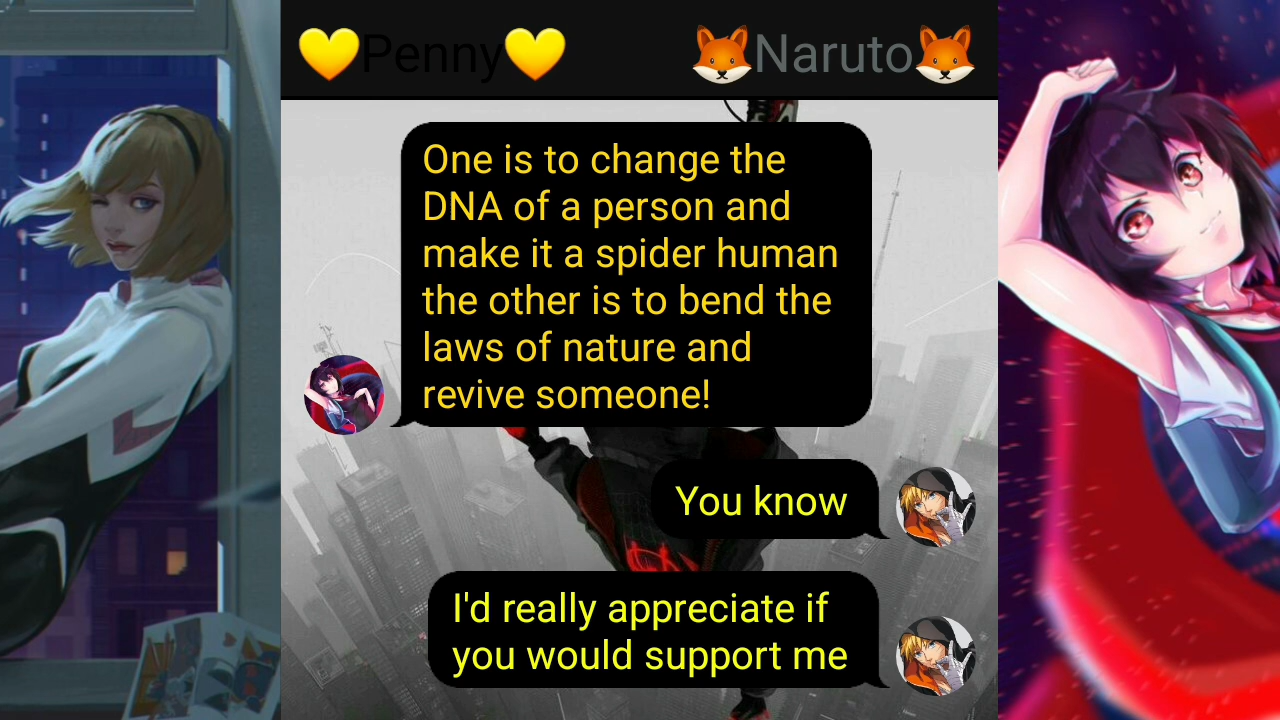 💛Penny💛 🦊Naruto🦊
One is to change the
DNA of a person and
make it a spider human
the other is to bend the
laws of nature and
revive someone!
You know
I'd really appreciate if
you would support me